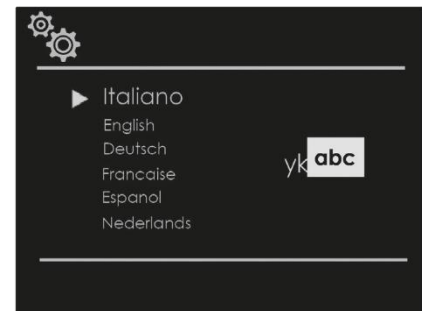 Italiano
English
Deutsch
Francaise
Espanol
Nederlands
yk abc